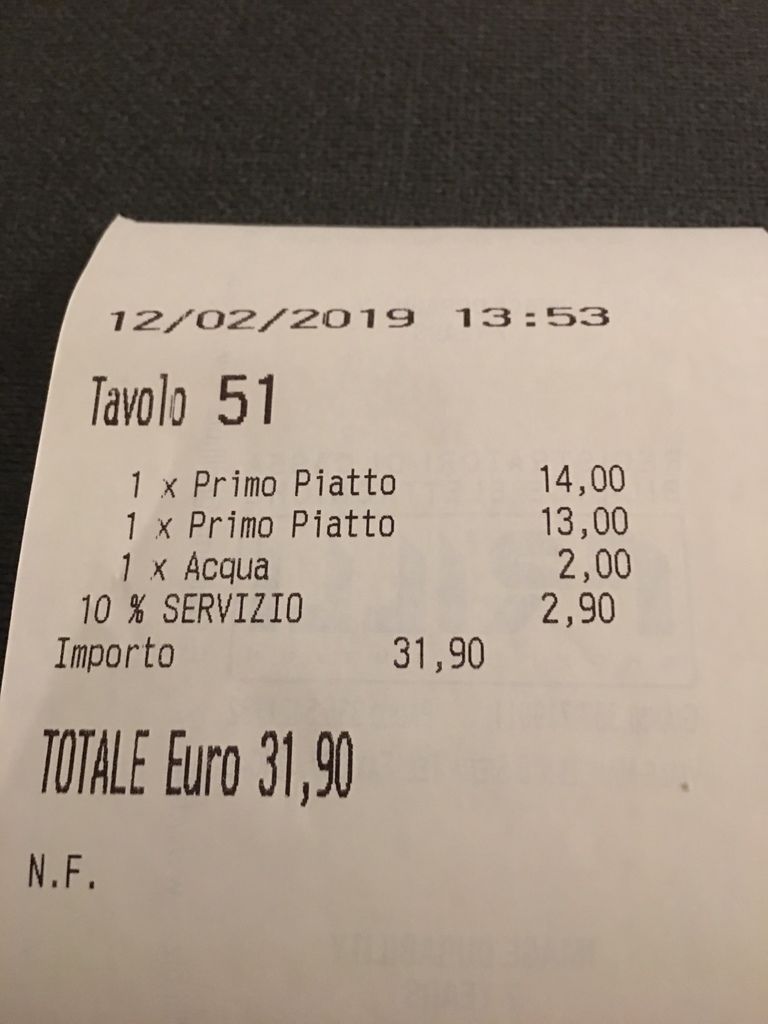 12/02/2019 13:53
Tavolo 51
1 x Primo Piatto 14,00
1 x Primo Piatto 13,00
1 x Acqua 2,00
10 % SERVIZIO 2,90
Importo 31,90
TOTALE Euro 31,90
N.F.